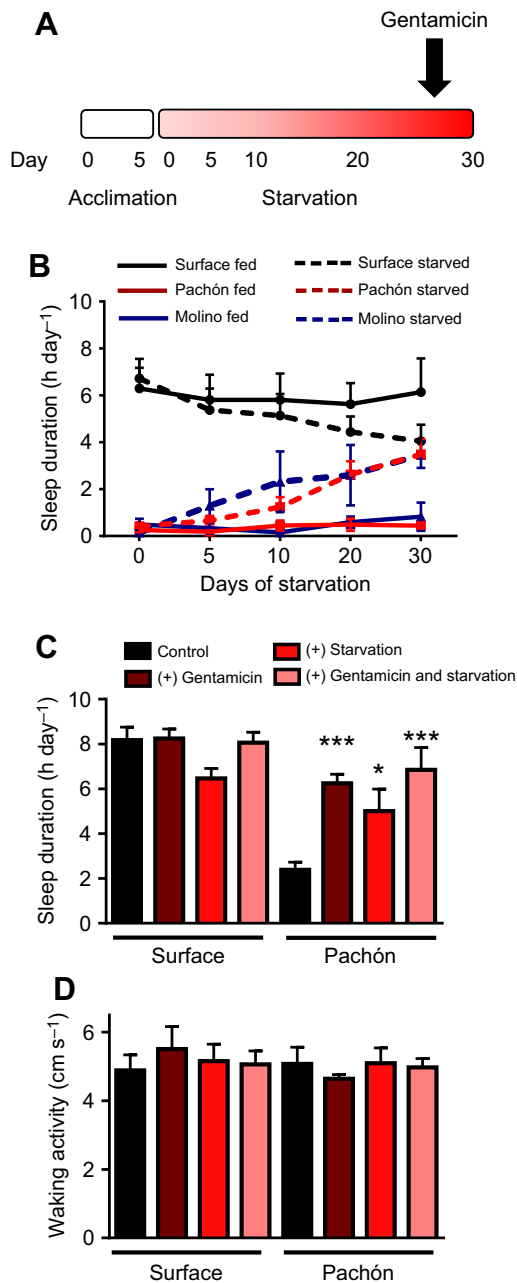 A
Gentamicin
Day 0 5 0 5 10 20 30
Acclimation Starvation
B
Surface fed Surface starved
Pachón fed Pachón starved
Molino fed Molino starved
Sleep duration (h day⁻¹)
10
8
6
4
2
0
0 5 10 20 30
Days of starvation
C
Control (+) Starvation
(+) Gentamicin (+) Gentamicin and starvation
Sleep duration (h day⁻¹)
10
8
6
4
2
0
*** * ***
Surface Pachón
D
Waking activity (cm s⁻¹)
6
4
2
0
Surface Pachón